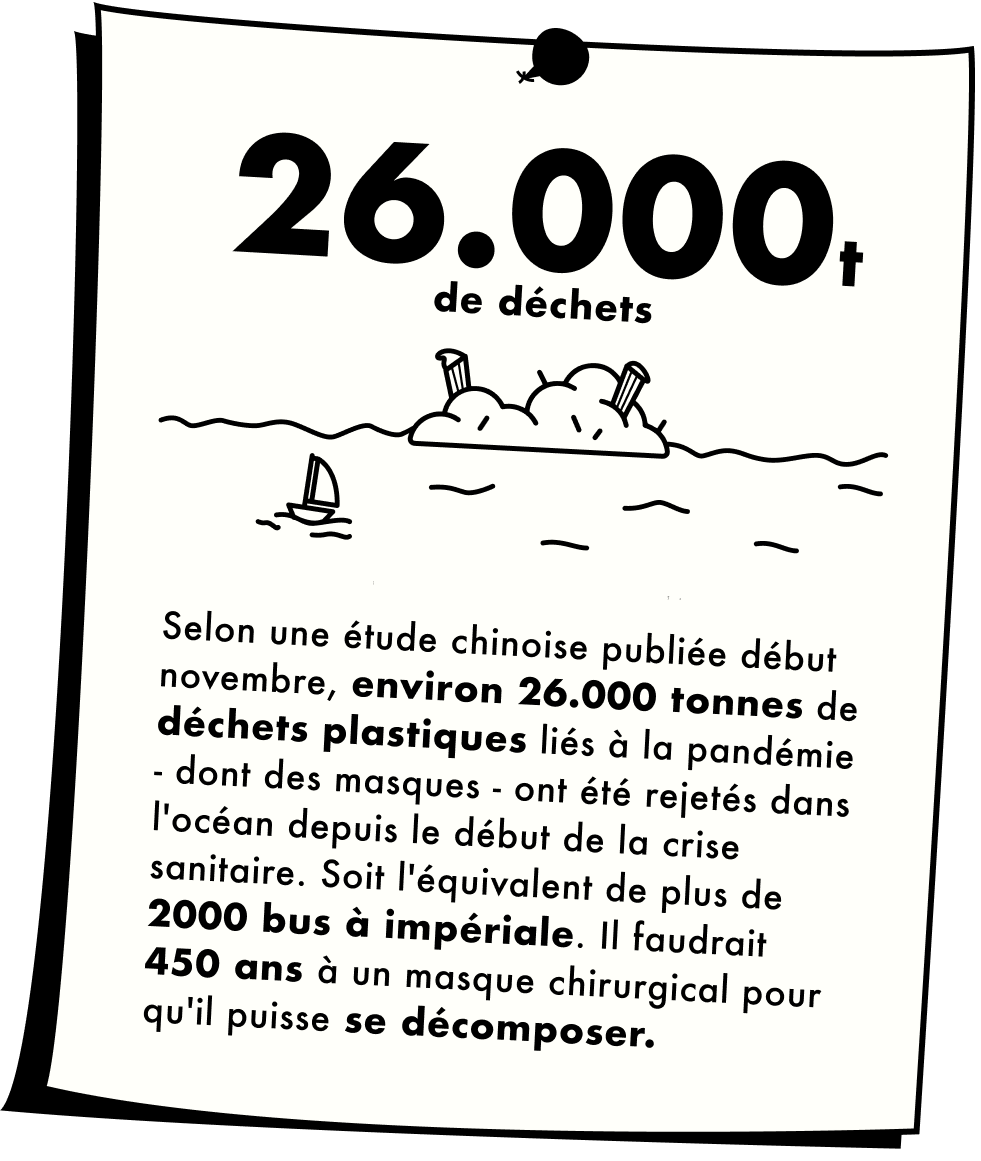 26.000t
de déchets
Selon une étude chinoise publiée début
novembre, environ 26.000 tonnes de
déchets plastiques liés à la pandémie
- dont des masques - ont été rejetés dans
l'océan depuis le début de la crise
sanitaire. Soit l'équivalent de plus de
2000 bus à impériale. Il faudrait
450 ans à un masque chirurgical pour
qu'il puisse se décomposer.